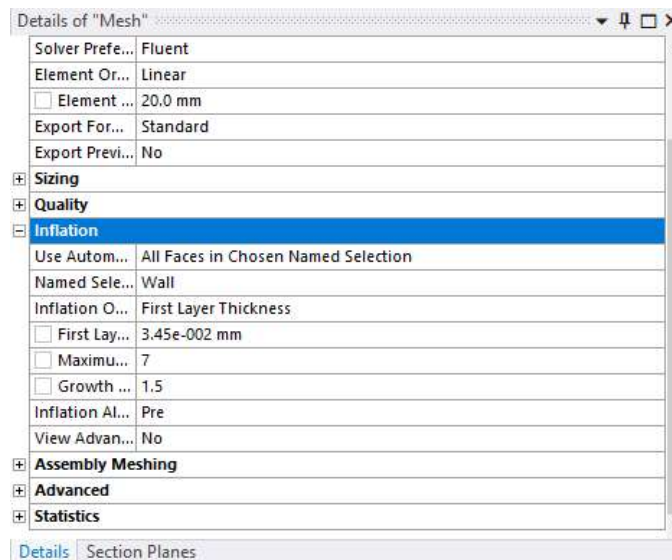 Details of "Mesh"
Solver Prefe... Fluent
Element Or... Linear
Element ... 20.0 mm
Export For... Standard
Export Previ... No
Sizing
Quality
Inflation
Use Autom... All Faces in Chosen Named Selection
Named Sele... Wall
Inflation O... First Layer Thickness
First Lay... 3.45e-002 mm
Maximu... 7
Growth ... 1.5
Inflation Al... Pre
View Advan... No
Assembly Meshing
Advanced
Statistics
Details Section Planes